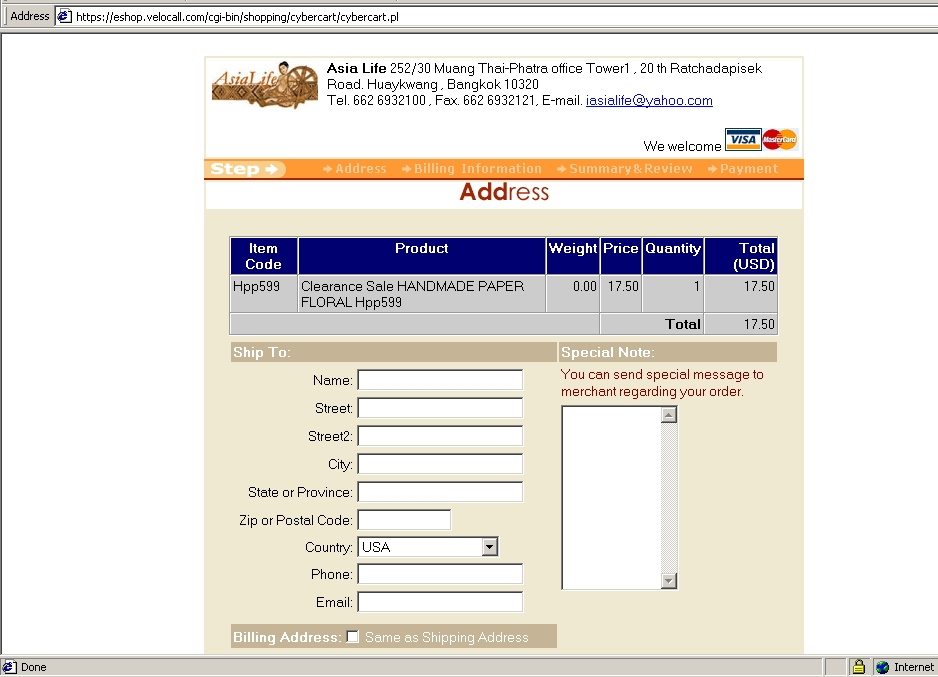 Address https://eshop.velocall.com/cgi-bin/shopping/cybercart/cybercart.pl
AsiaLife
Asia Life 252/30 Muang Thai-Phatra office Tower1 , 20 th Ratchadapisek
Road. Huaykwang , Bangkok 10320
Tel. 662 6932100 , Fax. 662 6932121, E-mail. iasialife@yahoo.com
We welcome VISA MasterCard
Step Address Billing Information Summary&Review Payment
Address
Item Code Product Weight Price Quantity Total (USD)
Hpp599 Clearance Sale HANDMADE PAPER 0.00 17.50 1 17.50
FLORAL Hpp599
Total 17.50
Ship To: Special Note:
You can send special message to
merchant regarding your order.
Name:
Street:
Street2:
City:
State or Province:
Zip or Postal Code:
Country: USA
Phone:
Email:
Billing Address: Same as Shipping Address
Done Internet